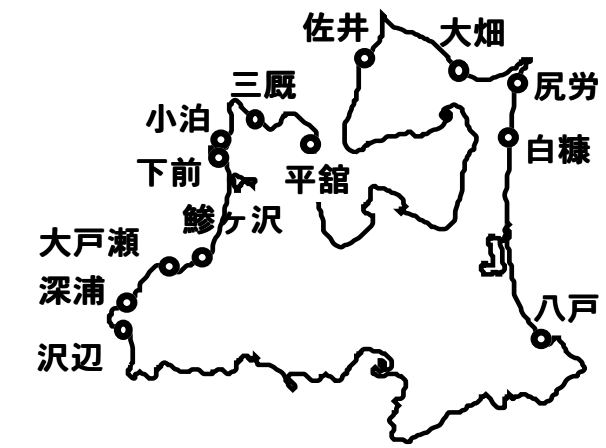 佐井
大畑
三厩
尻労
小泊
白糠
下前
平舘
鰺ヶ沢
大戸瀬
深浦
八戸
沢辺